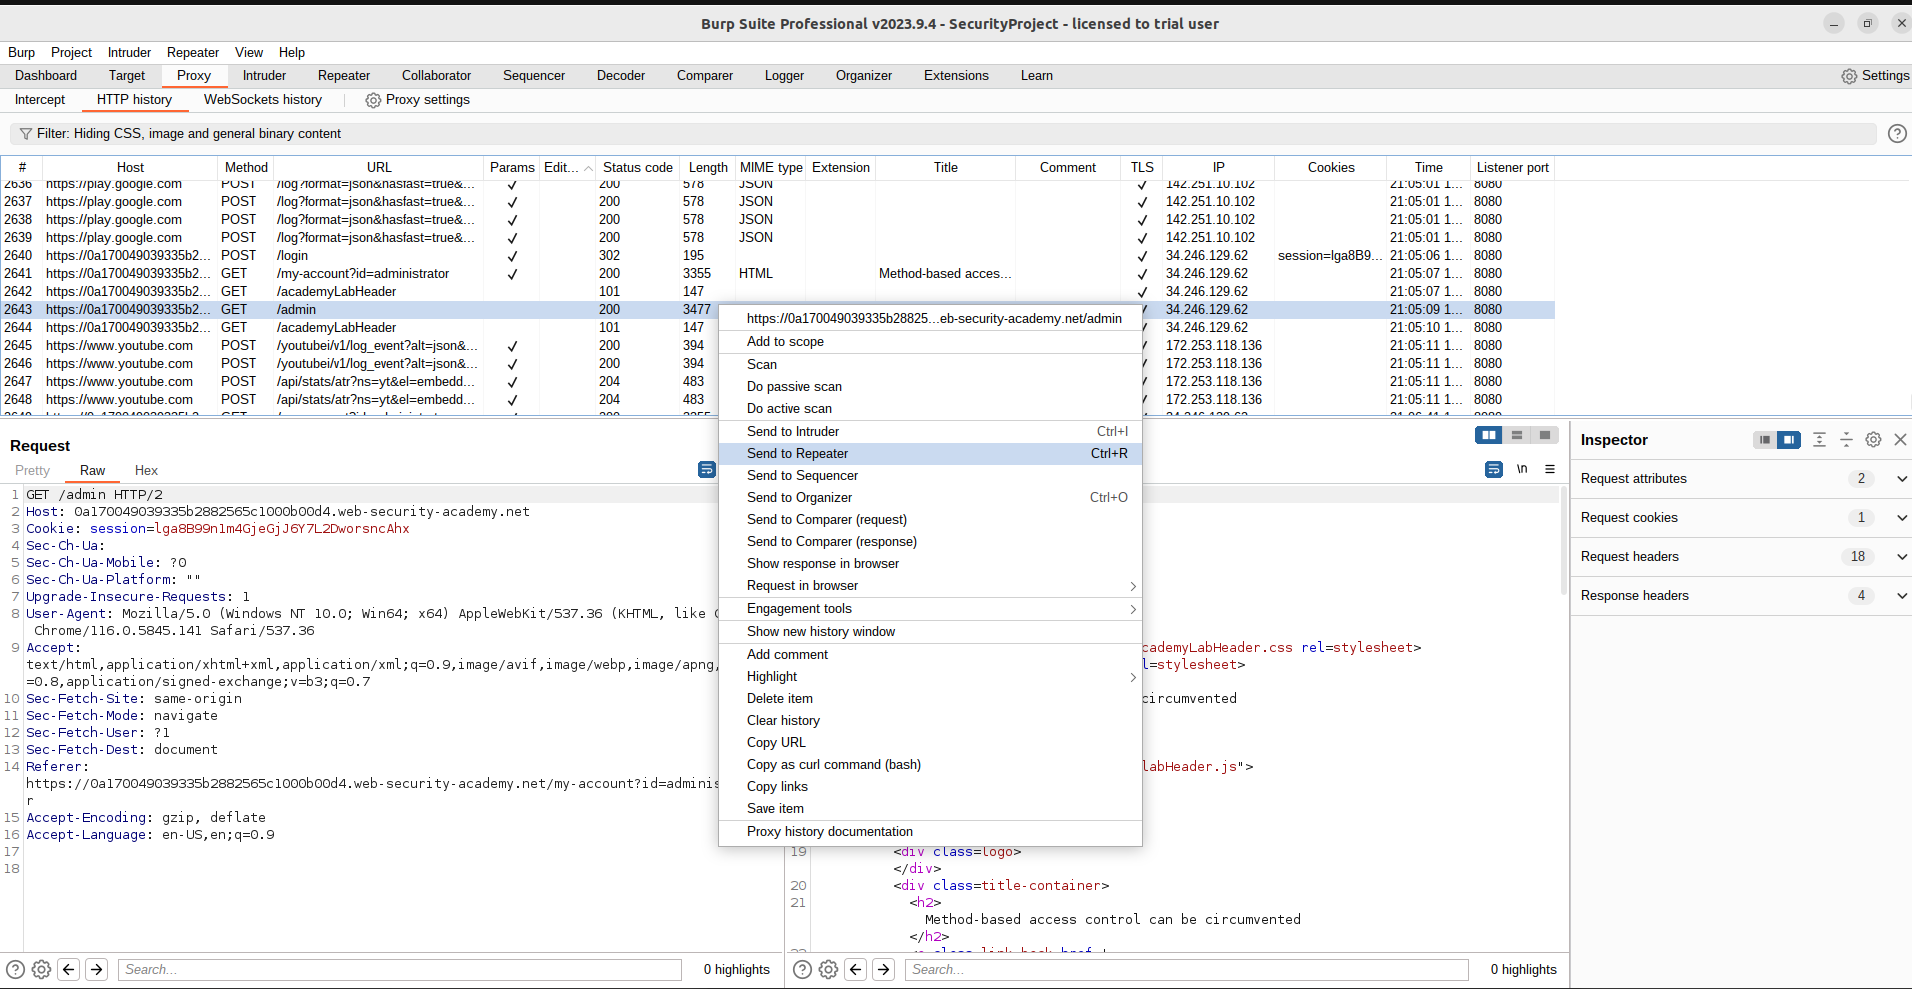 Burp Suite Professional v2023.9.4 - SecurityProject - licensed to trial user
Burp Project Intruder Repeater View Help
Dashboard Target Proxy Intruder Repeater Collaborator Sequencer Decoder Comparer Logger Organizer Extensions Learn Settings
Intercept HTTP history WebSockets history Proxy settings
Filter: Hiding CSS, image and general binary content
# Host Method URL Params Edit... Status code Length MIME type Extension Title Comment TLS IP Cookies Time Listener port
2636 https://play.google.com POST /log?format=json&hasfast=true&... ✓ 200 578 JSON ✓ 142.251.10.102 21:05:01 1... 8080
2637 https://play.google.com POST /log?format=json&hasfast=true&... ✓ 200 578 JSON ✓ 142.251.10.102 21:05:01 1... 8080
2638 https://play.google.com POST /log?format=json&hasfast=true&... ✓ 200 578 JSON ✓ 142.251.10.102 21:05:01 1... 8080
2639 https://play.google.com POST /log?format=json&hasfast=true&... ✓ 200 578 JSON ✓ 142.251.10.102 21:05:01 1... 8080
2640 https://0a170049039335b2... POST /login ✓ 302 195 ✓ 34.246.129.62 session=lga8B9... 21:05:06 1... 8080
2641 https://0a170049039335b2... GET /my-account?id=administrator ✓ 200 3355 HTML Method-based acces... ✓ 34.246.129.62 21:05:07 1... 8080
2642 https://0a170049039335b2... GET /academyLabHeader 101 147 ✓ 34.246.129.62 21:05:07 1... 8080
2643 https://0a170049039335b2... GET /admin 200 3477 34.246.129.62 21:05:09 1... 8080
2644 https://0a170049039335b2... GET /academyLabHeader 101 147 34.246.129.62 21:05:10 1... 8080
2645 https://www.youtube.com POST /youtubei/v1/log_event?alt=json&... ✓ 200 394 172.253.118.136 21:05:11 1... 8080
2646 https://www.youtube.com POST /youtubei/v1/log_event?alt=json&... ✓ 200 394 172.253.118.136 21:05:11 1... 8080
2647 https://www.youtube.com POST /api/stats/atr?ns=yt&el=embedd... ✓ 204 483 172.253.118.136 21:05:11 1... 8080
2648 https://www.youtube.com POST /api/stats/atr?ns=yt&el=embedd... ✓ 204 483 172.253.118.136 21:05:11 1... 8080
https://0a170049039335b28825...eb-security-academy.net/admin
Add to scope
Scan
Do passive scan
Do active scan
Send to Intruder Ctrl+I
Send to Repeater Ctrl+R
Send to Sequencer
Send to Organizer Ctrl+O
Send to Comparer (request)
Send to Comparer (response)
Show response in browser
Request in browser
Engagement tools
Show new history window
Add comment
Highlight
Delete item
Clear history
Copy URL
Copy as curl command (bash)
Copy links
Save item
Proxy history documentation
Request
Pretty Raw Hex
1 GET /admin HTTP/2
2 Host: 0a170049039335b2882565c1000b00d4.web-security-academy.net
3 Cookie: session=lga8B99n1m4GjeGjJ6Y7L2DworsncAhx
4 Sec-Ch-Ua:
5 Sec-Ch-Ua-Mobile: ?0
6 Sec-Ch-Ua-Platform: ""
7 Upgrade-Insecure-Requests: 1
8 User-Agent: Mozilla/5.0 (Windows NT 10.0; Win64; x64) AppleWebKit/537.36 (KHTML, like
Chrome/116.0.5845.141 Safari/537.36
9 Accept:
text/html,application/xhtml+xml,application/xml;q=0.9,image/avif,image/webp,image/apng,
=0.8,application/signed-exchange;v=b3;q=0.7
10 Sec-Fetch-Site: same-origin
11 Sec-Fetch-Mode: navigate
12 Sec-Fetch-User: ?1
13 Sec-Fetch-Dest: document
14 Referer:
https://0a170049039335b2882565c1000b00d4.web-security-academy.net/my-account?id=adminis
r
15 Accept-Encoding: gzip, deflate
16 Accept-Language: en-US,en;q=0.9
17
18
\n
cademyLabHeader.css rel=stylesheet>
l=stylesheet>
circumvented
labHeader.js">
19 <div class=logo>
</div>
20 <div class=title-container>
21 <h2>
Method-based access control can be circumvented
</h2>
Inspector
Request attributes 2
Request cookies 1
Request headers 18
Response headers 4
Search... 0 highlights
Search... 0 highlights